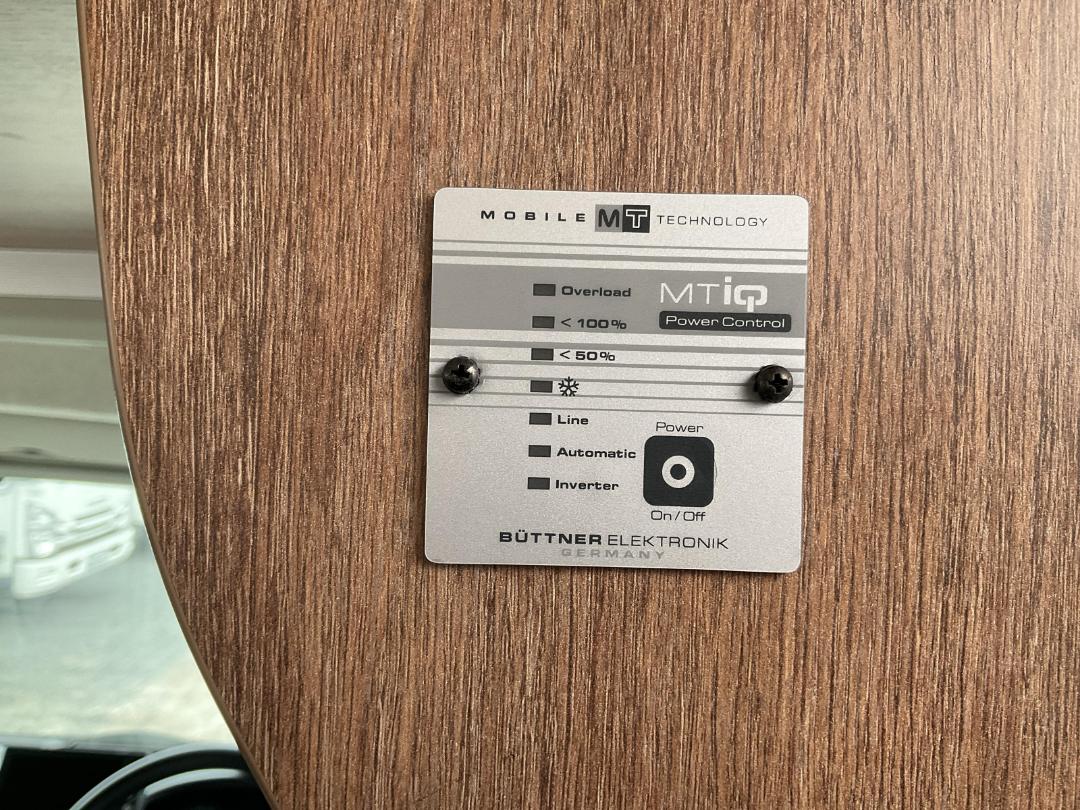 MOBILE MT TECHNOLOGY
MTiQ
Power Control
Overload
< 100%
< 50%
Line
Automatic
Inverter
Power
On / Off
BÜTTNER ELEKTRONIK
GERMANY